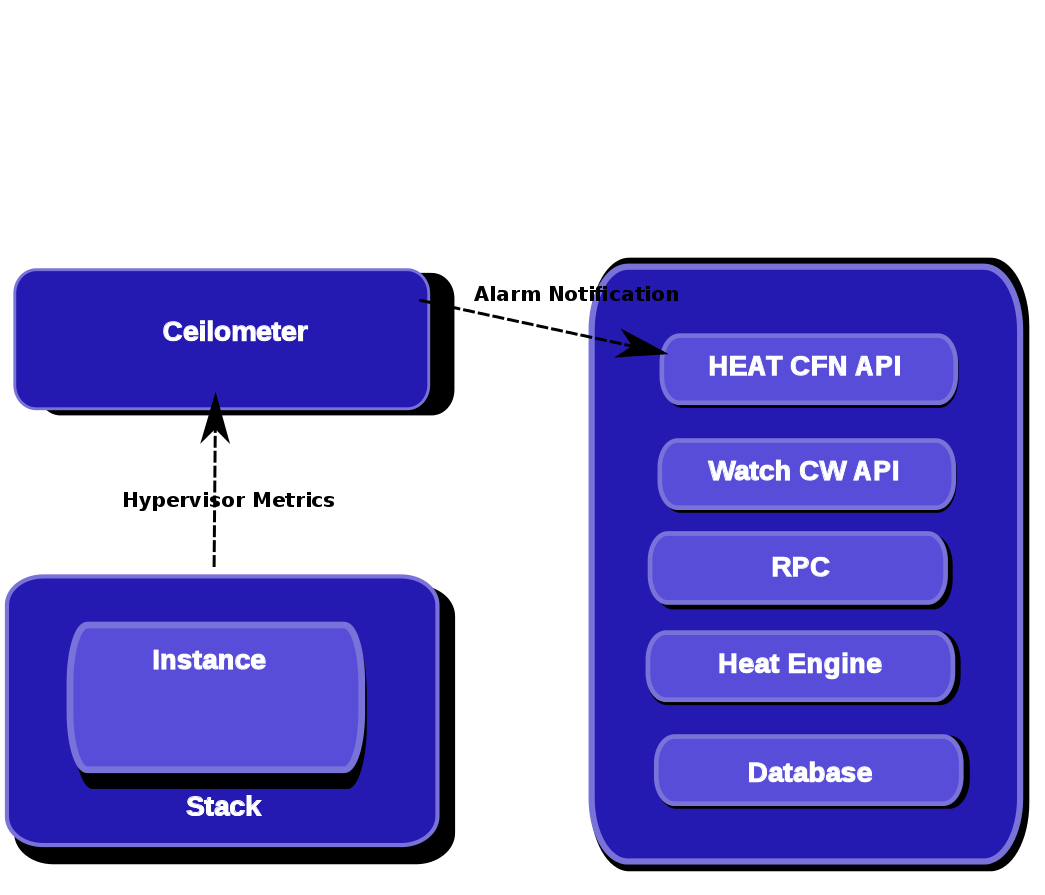 Alarm Notification
Ceilometer
HEAT CFN API
Watch CW API
Hypervisor Metrics
RPC
Instance
Heat Engine
Database
Stack